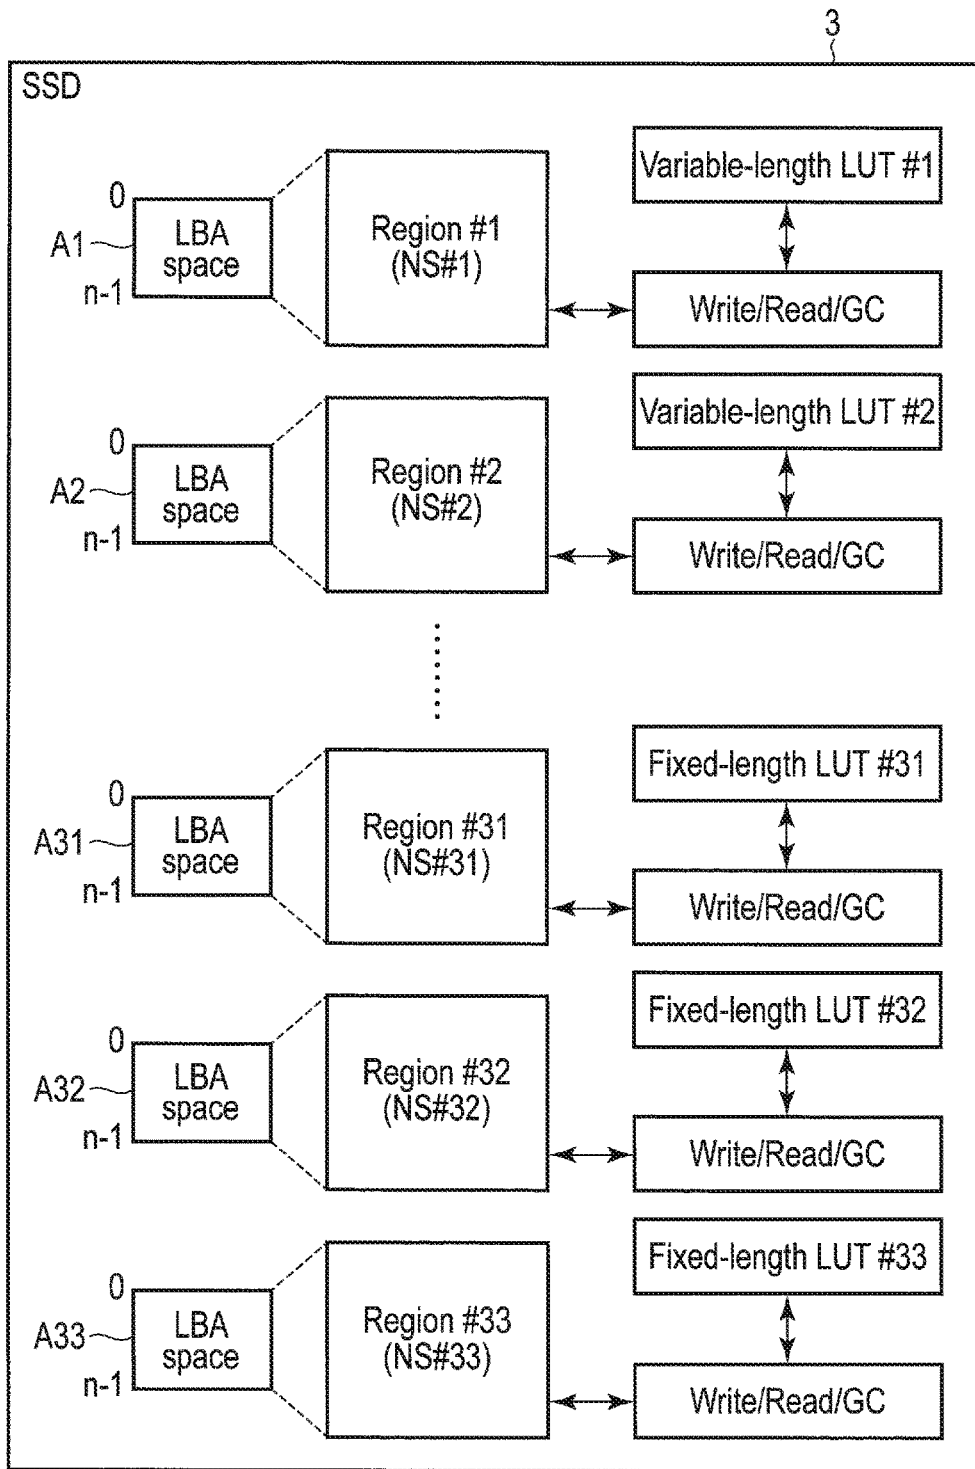 3
SSD
0
A1
LBA
space
n-1
Region #1
(NS#1)
Variable-length LUT #1
Write/Read/GC
0
A2
LBA
space
n-1
Region #2
(NS#2)
Variable-length LUT #2
Write/Read/GC
0
A31
LBA
space
n-1
Region #31
(NS#31)
Fixed-length LUT #31
Write/Read/GC
0
A32
LBA
space
n-1
Region #32
(NS#32)
Fixed-length LUT #32
Write/Read/GC
0
A33
LBA
space
n-1
Region #33
(NS#33)
Fixed-length LUT #33
Write/Read/GC